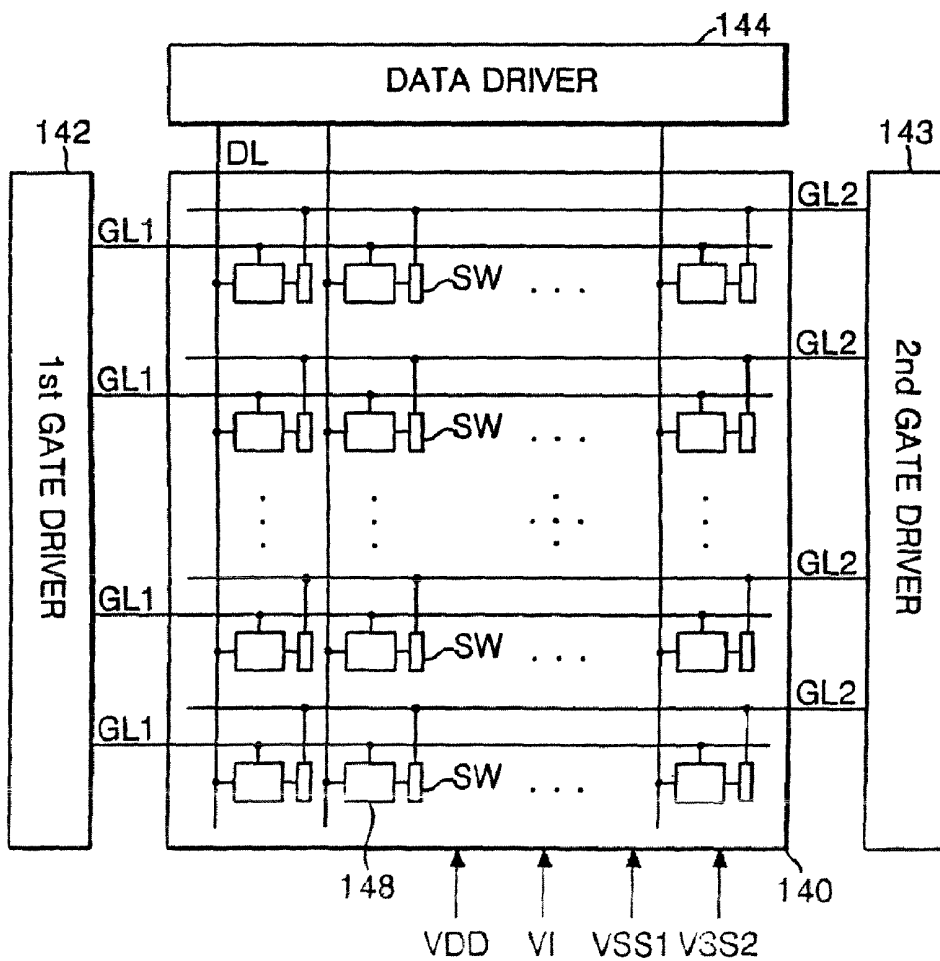 144
DATA DRIVER
142
143
DL
GL2
GL1
SW
. . .
GL2
GL1
SW
. . .
1st GATE DRIVER
2nd GATE DRIVER
GL2
GL1
SW
. . .
GL2
GL1
SW
. . .
148
140
VDD VI VSS1 VSS2